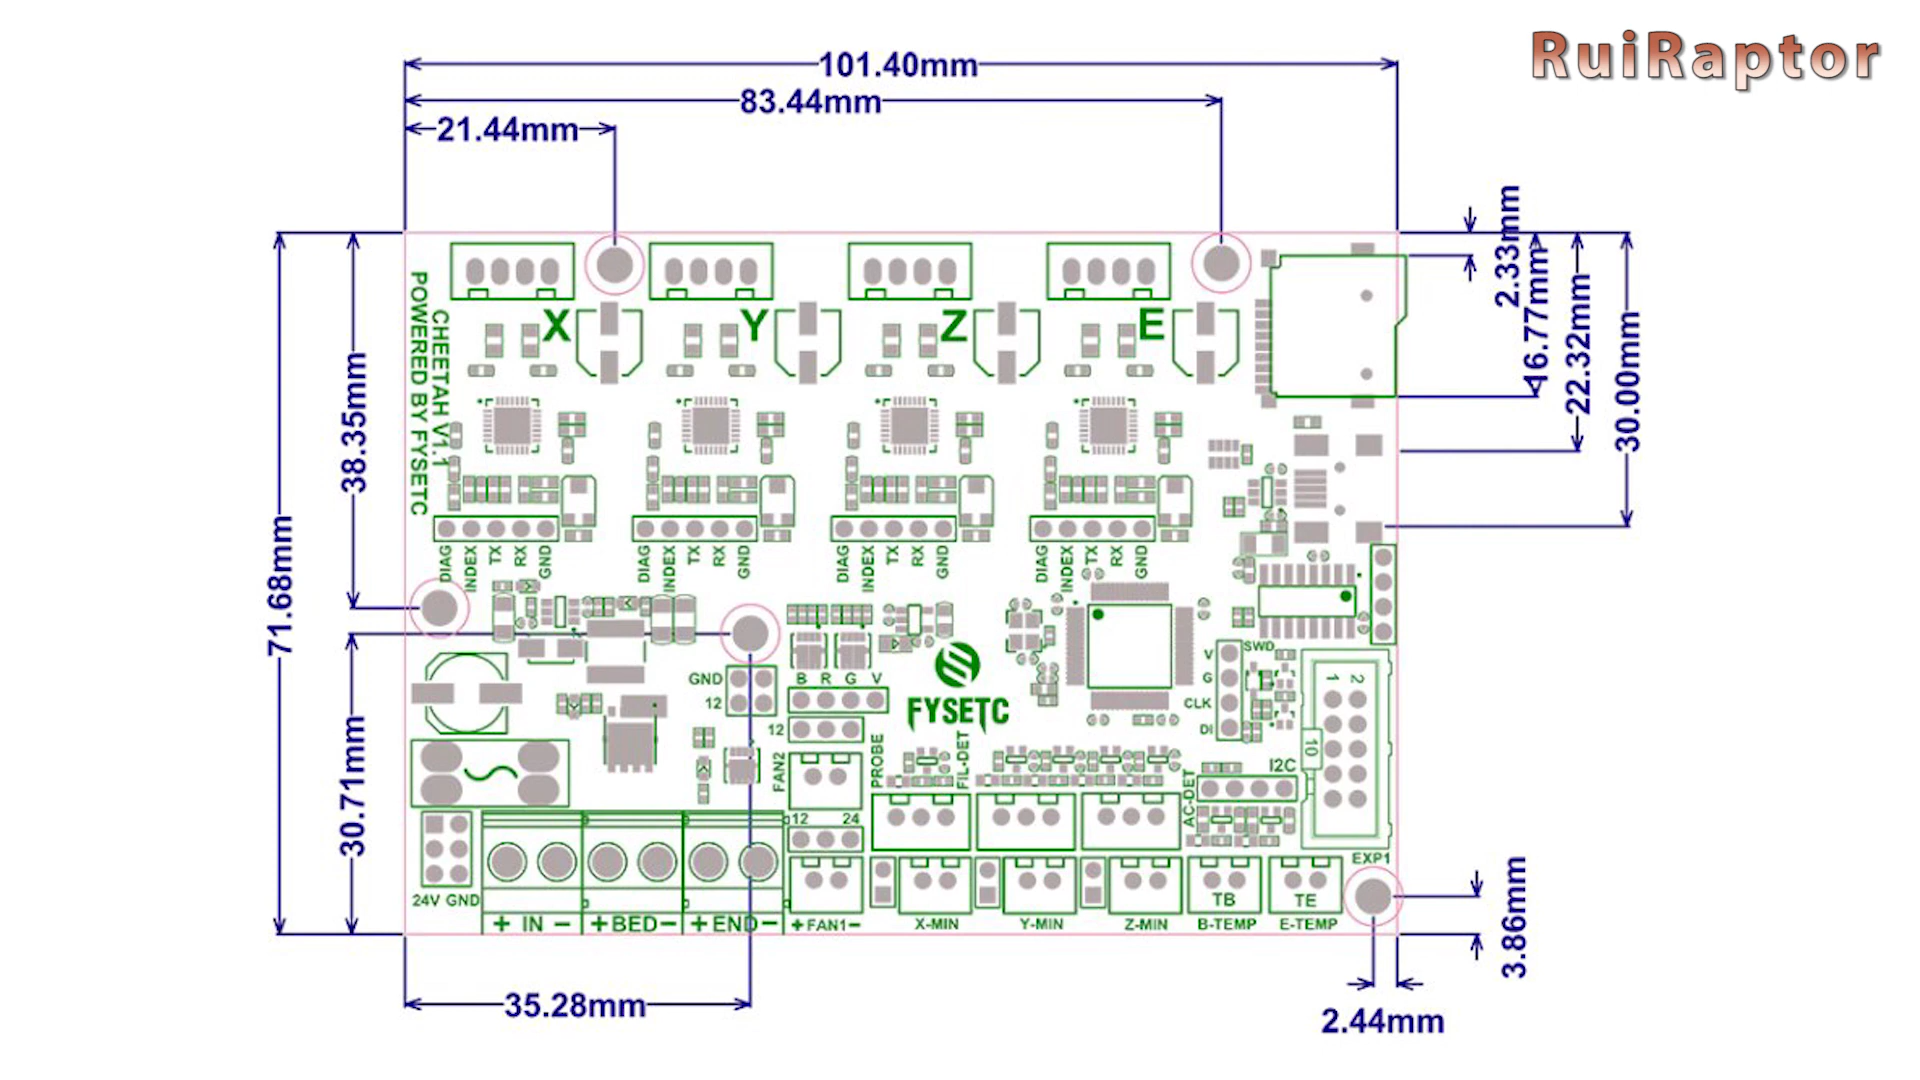 RuiRaptor
101.40mm
83.44mm
21.44mm
2.33mm
16.77mm
22.32mm
30.00mm
71.68mm
38.35mm
30.71mm
35.28mm
3.86mm
2.44mm
CHEETAH V1.1
POWERED BY FYSETC
X
Y
Z
E
DIAG INDEX TX RX GND
DIAG INDEX TX RX GND
DIAG INDEX TX RX GND
DIAG INDEX TX RX GND
GND
12
B R G V
12
FYSETC
SWD
V
G
CLK
DI
1 2
10
I2C
FAN2
PROBE
FIL-DET
AC-DET
12 24
EXP1
24V GND
+ IN -
+ BED -
+ END -
+ FAN1 -
X-MIN
Y-MIN
Z-MIN
TB
B-TEMP
TE
E-TEMP